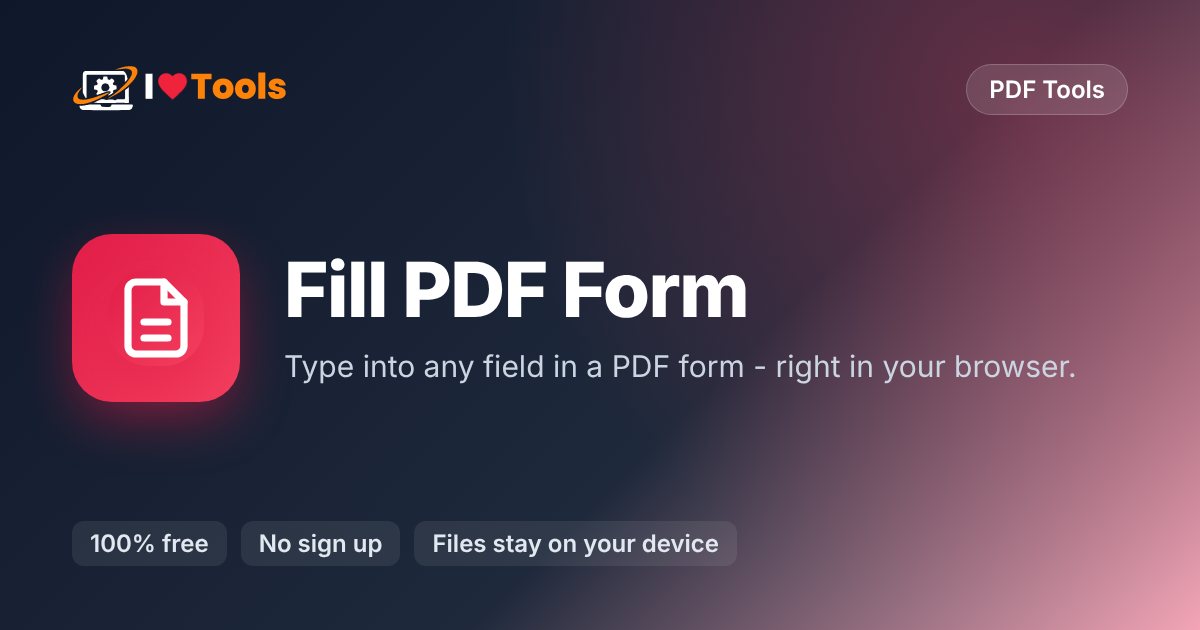 I❤Tools
PDF Tools
Fill PDF Form
Type into any field in a PDF form - right in your browser.
100% free
No sign up
Files stay on your device